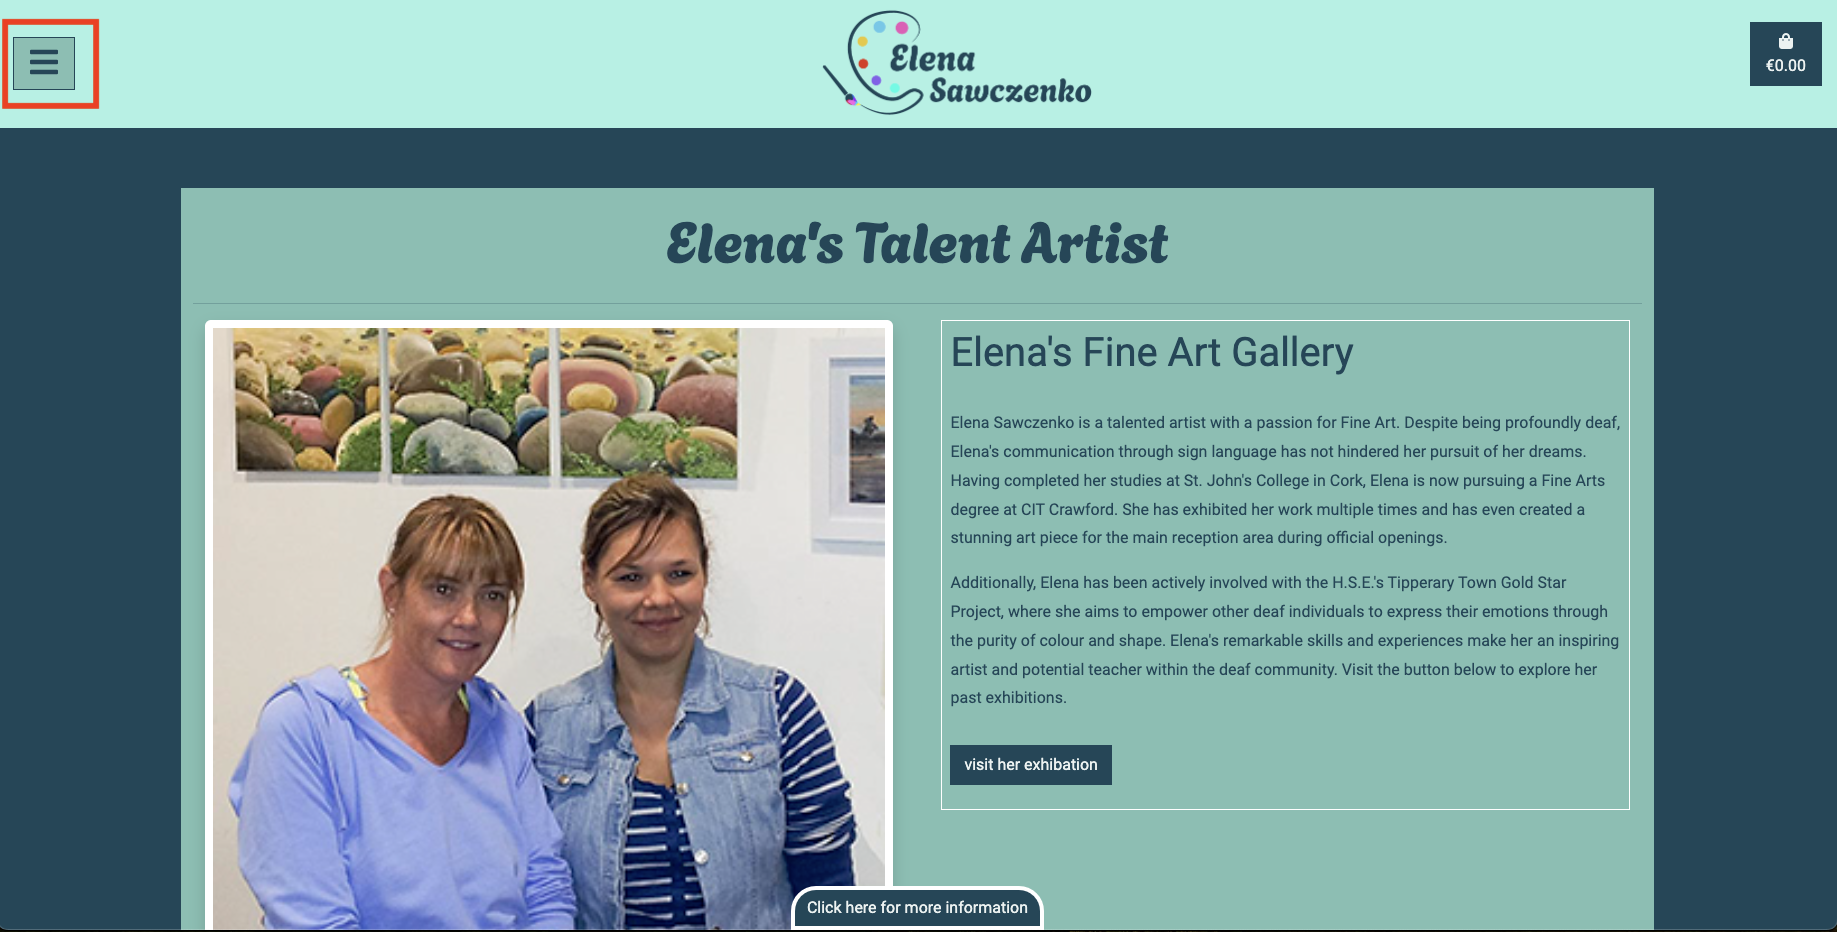 Elena
Sawczenko
€0.00
Elena's Talent Artist
Elena's Fine Art Gallery
Elena Sawczenko is a talented artist with a passion for Fine Art. Despite being profoundly deaf,
Elena's communication through sign language has not hindered her pursuit of her dreams.
Having completed her studies at St. John's College in Cork, Elena is now pursuing a Fine Arts
degree at CIT Crawford. She has exhibited her work multiple times and has even created a
stunning art piece for the main reception area during official openings.
Additionally, Elena has been actively involved with the H.S.E.'s Tipperary Town Gold Star
Project, where she aims to empower other deaf individuals to express their emotions through
the purity of colour and shape. Elena's remarkable skills and experiences make her an inspiring
artist and potential teacher within the deaf community. Visit the button below to explore her
past exhibitions.
visit her exhibation
Click here for more information